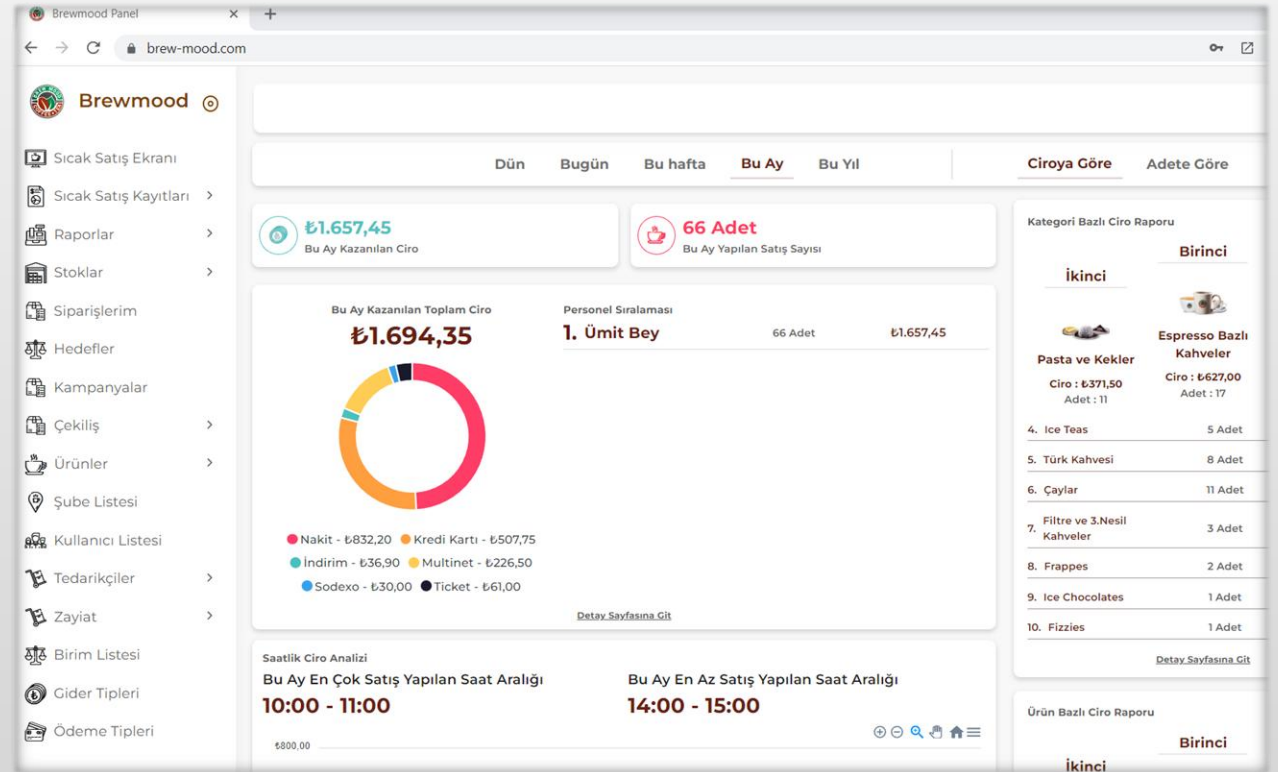 Brewmood Panel
brew-mood.com
Brewmood
Sıcak Satış Ekranı
Sıcak Satış Kayıtları
Raporlar
Stoklar
Siparişlerim
Hedefler
Kampanyalar
Çekiliş
Ürünler
Şube Listesi
Kullanıcı Listesi
Tedarikçiler
Zayiat
Birim Listesi
Gider Tipleri
Ödeme Tipleri
Dün Bugün Bu hafta Bu Ay Bu Yıl
Ciroya Göre Adete Göre
₺1.657,45
Bu Ay Kazanılan Ciro
66 Adet
Bu Ay Yapılan Satış Sayısı
Bu Ay Kazanılan Toplam Ciro
₺1.694,35
Nakit - ₺832,20 Kredi Kartı - ₺507,75
İndirim - ₺36,90 Multinet - ₺226,50
Sodexo - ₺30,00 Ticket - ₺61,00
Personel Sıralaması
1. Ümit Bey 66 Adet ₺1.657,45
Detay Sayfasına Git
Saatlik Ciro Analizi
Bu Ay En Çok Satış Yapılan Saat Aralığı
10:00 - 11:00
Bu Ay En Az Satış Yapılan Saat Aralığı
14:00 - 15:00
₺800,00
Kategori Bazlı Ciro Raporu
Birinci
İkinci
Espresso Bazlı
Kahveler
Ciro : ₺627,00
Adet : 17
Pasta ve Kekler
Ciro : ₺371,50
Adet : 11
4. Ice Teas 5 Adet
5. Türk Kahvesi 8 Adet
6. Çaylar 11 Adet
7. Filtre ve 3.Nesil
Kahveler 3 Adet
8. Frappes 2 Adet
9. Ice Chocolates 1 Adet
10. Fizzies 1 Adet
Detay Sayfasına Git
Ürün Bazlı Ciro Raporu
Birinci
İkinci